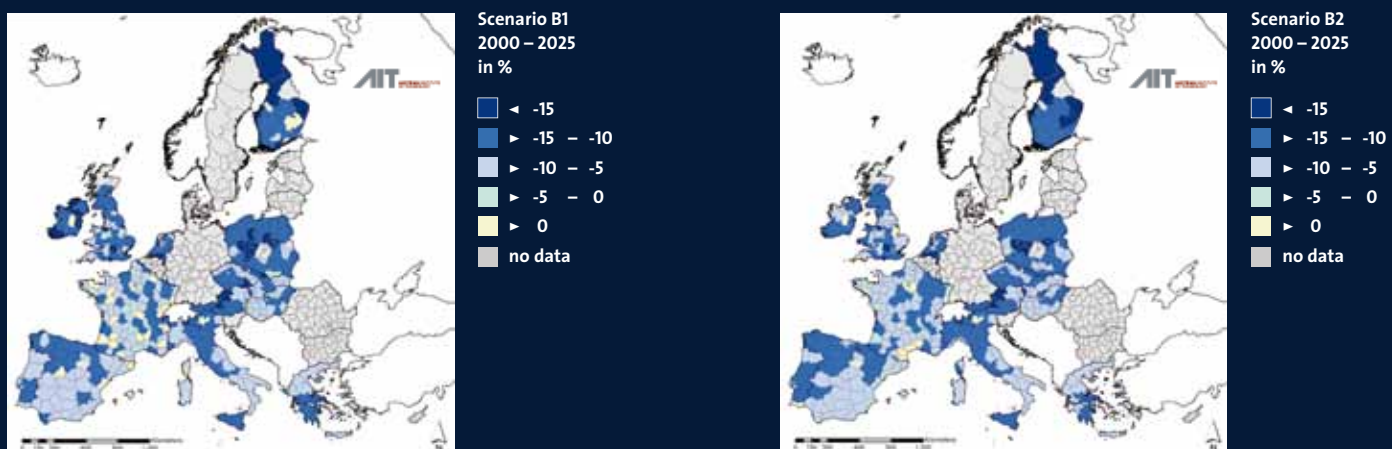 Scenario B1
2000 – 2025
in %
◄ -15
► -15 – -10
► -10 – -5
► -5 – 0
► 0
no data
AIT
Scenario B2
2000 – 2025
in %
◄ -15
► -15 – -10
► -10 – -5
► -5 – 0
► 0
no data
AIT